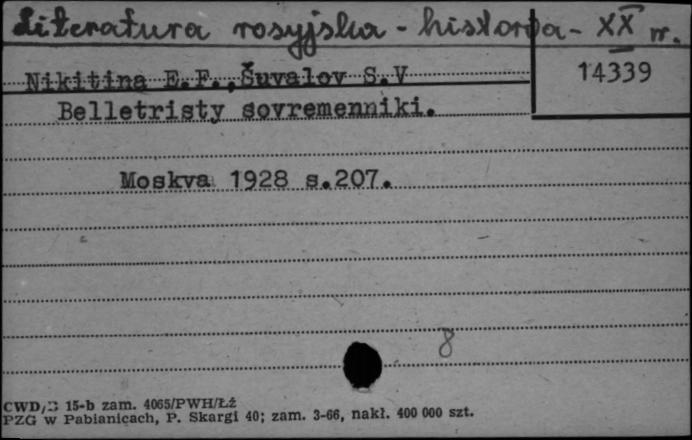 Literatura rosyjska - historia - XX w.
14339
Nikitina E.F.,Šuvalov S.V
Belletristy sovremenniki.
Moskva 1928 s.207.
8
CWD/B 15-b zam. 4065/PWH/Łż
PZG w Pabianicach, P. Skargi 40; zam. 3-66, nakł. 400 000 szt.